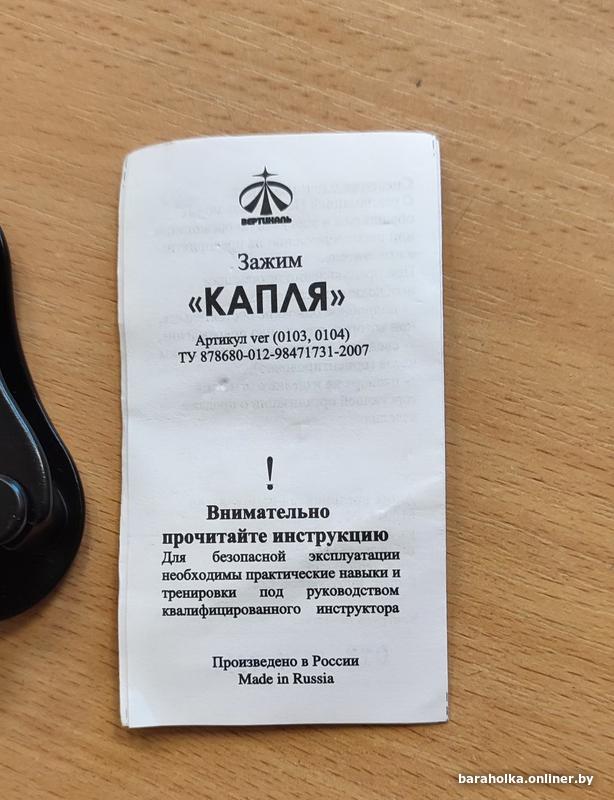 ВЕРТИКАЛЬ
Зажим
«КАПЛЯ»
Артикул ver (0103, 0104)
ТУ 878680-012-98471731-2007
!
Внимательно
прочитайте инструкцию
Для безопасной эксплуатации
необходимы практические навыки и
тренировки под руководством
квалифицированного инструктора
Произведено в России
Made in Russia
baraholka.onliner.by